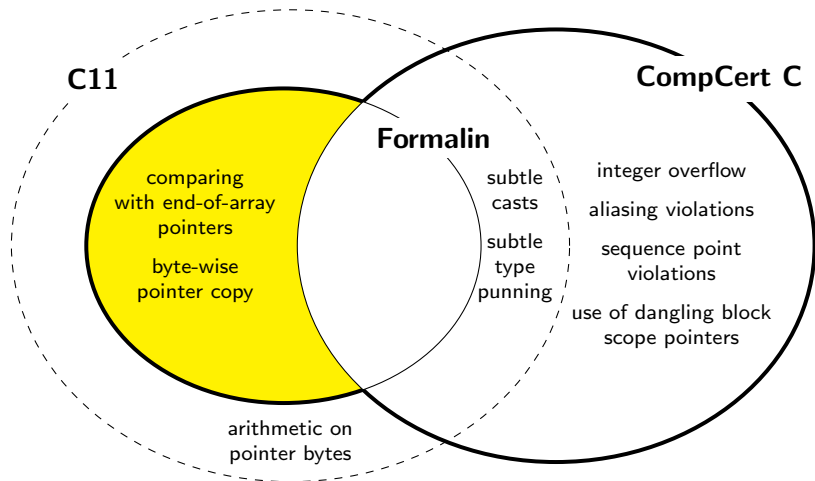 C11
CompCert C
Formalin
comparing
with end-of-array
pointers
byte-wise
pointer copy
subtle
casts
subtle
type
punning
integer overflow
aliasing violations
sequence point
violations
use of dangling block
scope pointers
arithmetic on
pointer bytes